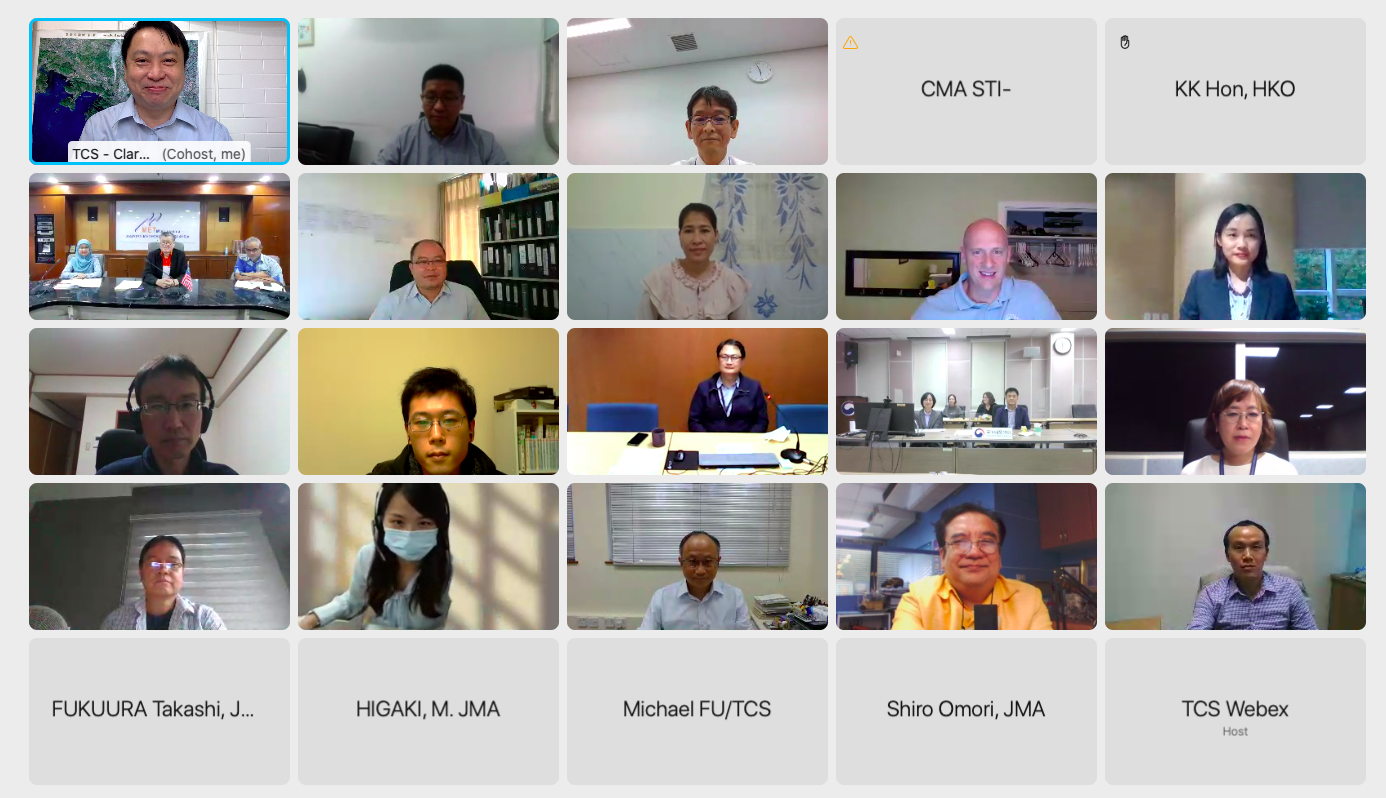 TCS - Clar... (Cohost, me)
CMA STI-
KK Hon, HKO
MET
FUKUURA Takashi, J...
HIGAKI, M. JMA
Michael FU/TCS
Shiro Omori, JMA
TCS Webex
Host